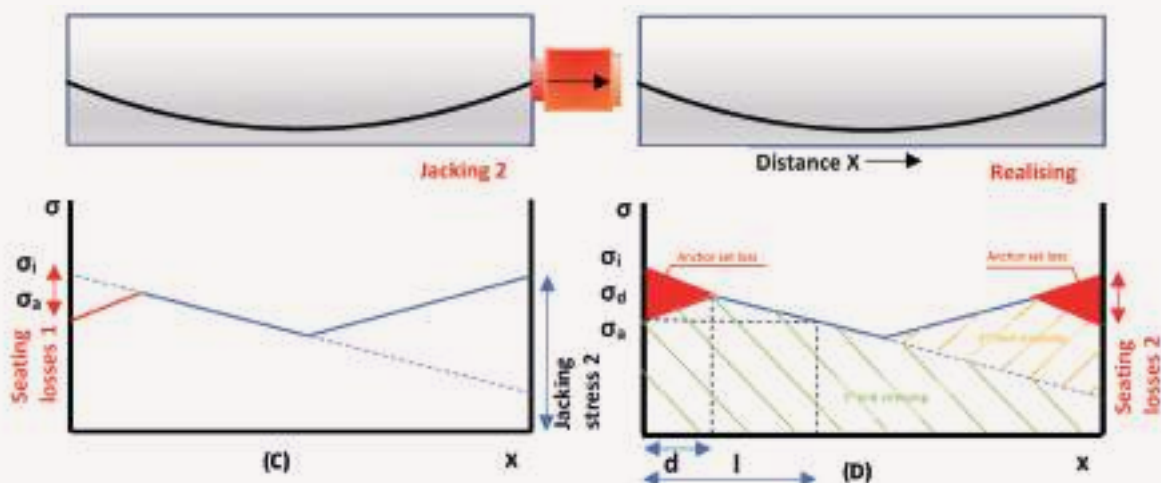 Jacking 2
Distance X
Realising
σ
σi
σa
Seating
losses 1
Jacking
stress 2
(C)
X
σ
σi
σd
σa
Anchor set loss
Anchor set loss
Seating
losses 2
d
l
(D)
x